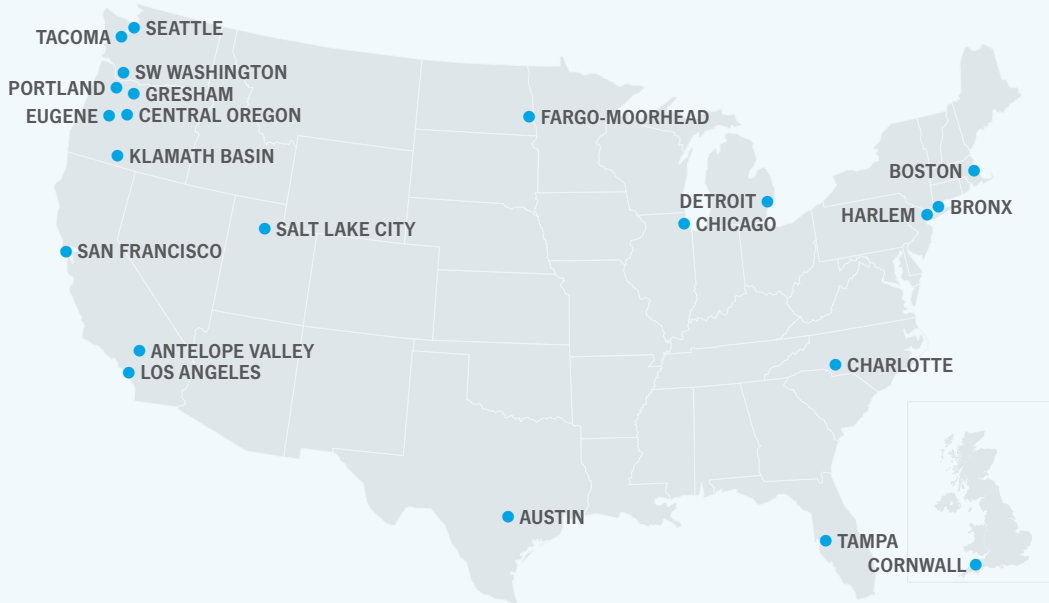 SEATTLE
TACOMA
SW WASHINGTON
PORTLAND
GRESHAM
EUGENE
CENTRAL OREGON
FARGO-MOORHEAD
KLAMATH BASIN
BOSTON
DETROIT
BRONX
HARLEM
CHICAGO
SALT LAKE CITY
SAN FRANCISCO
ANTELOPE VALLEY
LOS ANGELES
CHARLOTTE
AUSTIN
TAMPA
CORNWALL